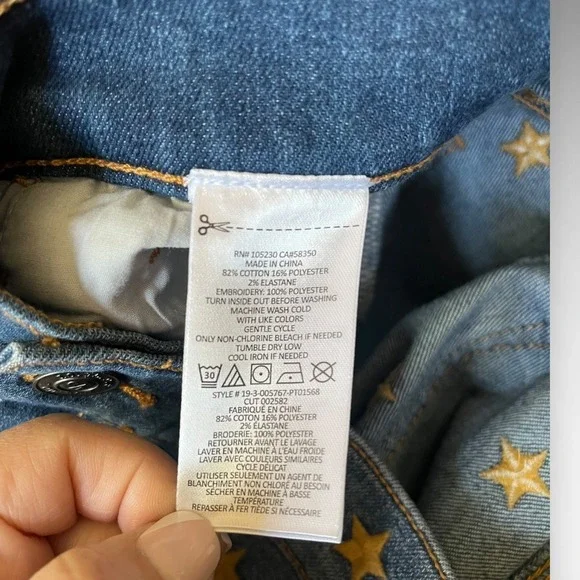 RN# 105230 CA#58350
MADE IN CHINA
82% COTTON 16% POLYESTER
2% ELASTANE
EMBROIDERY: 100% POLYESTER
TURN INSIDE OUT BEFORE WASHING
MACHINE WASH COLD
WITH LIKE COLORS
GENTLE CYCLE
ONLY NON-CHLORINE BLEACH IF NEEDED
TUMBLE DRY LOW
COOL IRON IF NEEDED
30
STYLE # 19-3-005767-PT01568
CUT 002582
FABRIQUÉ EN CHINE
82% COTON 16% POLYESTER
2% ELASTANE
BRODERIE: 100% POLYESTER
RETOURNER AVANT LE LAVAGE
LAVER EN MACHINE À L'EAU FROIDE
LAVER AVEC COULEURS SIMILAIRES
CYCLE DÉLICAT
UTILISER SEULEMENT UN AGENT DE
BLANCHIMENT NON CHLORÉ AU BESOIN
SÉCHER EN MACHINE À BASSE
TEMPÉRATURE
REPASSER À FER TIÈDE SI NÉCESSAIRE